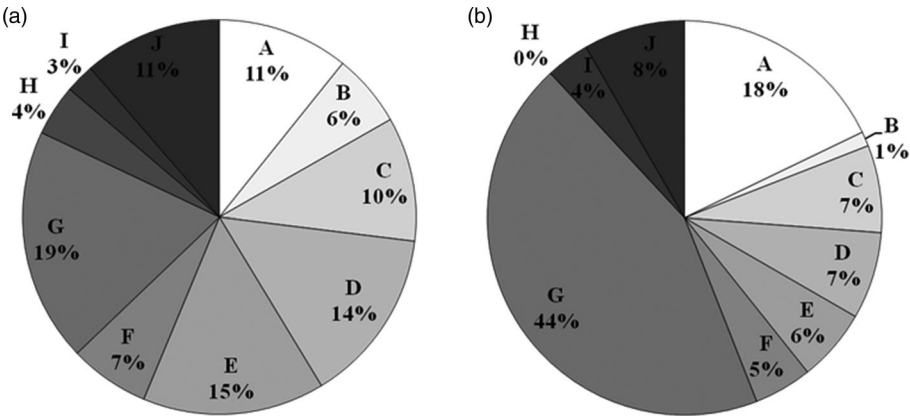 (a)
A
11%
B
6%
C
10%
D
14%
E
15%
F
7%
G
19%
H
4%
I
3%
J
11%
(b)
A
18%
B
1%
C
7%
D
7%
E
6%
F
5%
G
44%
H
0%
I
4%
J
8%